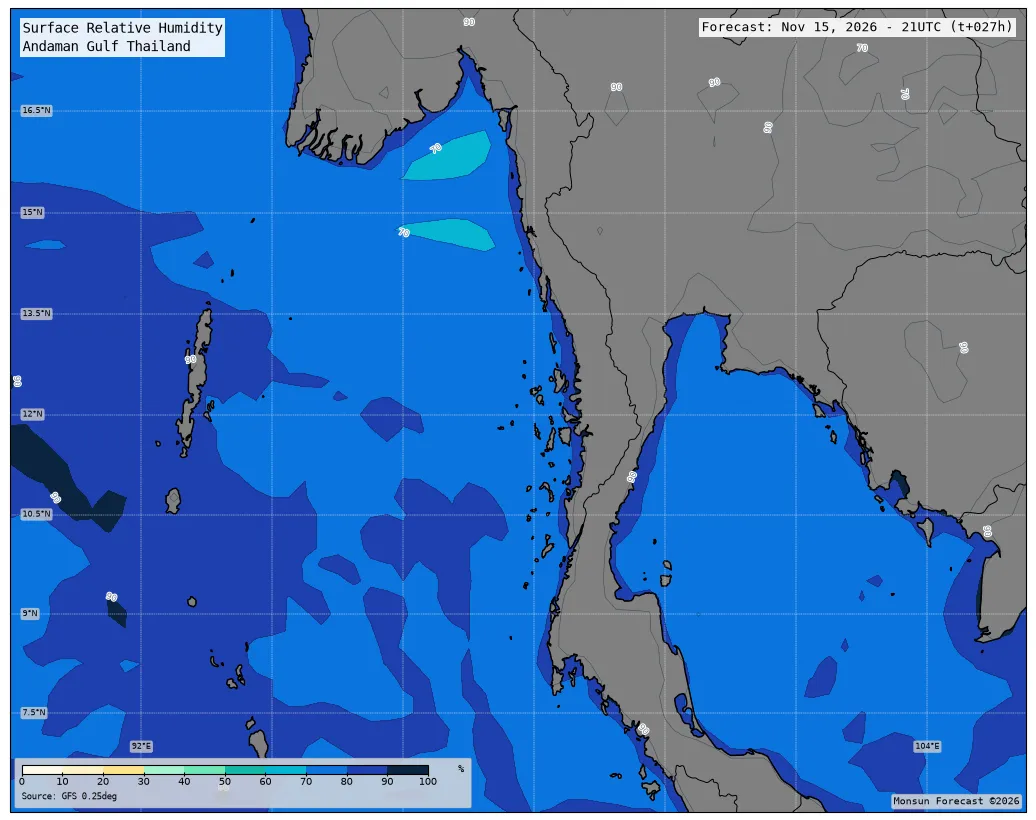 Surface Relative Humidity
Andaman Gulf Thailand
Forecast: Nov 15, 2026 - 21UTC (t+027h)
90
70
90
90
70
80
16.5°N
70
15°N
70
13.5°N
90
90
90
12°N
90
90
10.5°N
90
90
9°N
7.5°N
90
92°E
104°E
%
0 10 20 30 40 50 60 70 80 90 100
Source: GFS 0.25deg
Monsun Forecast ©2026